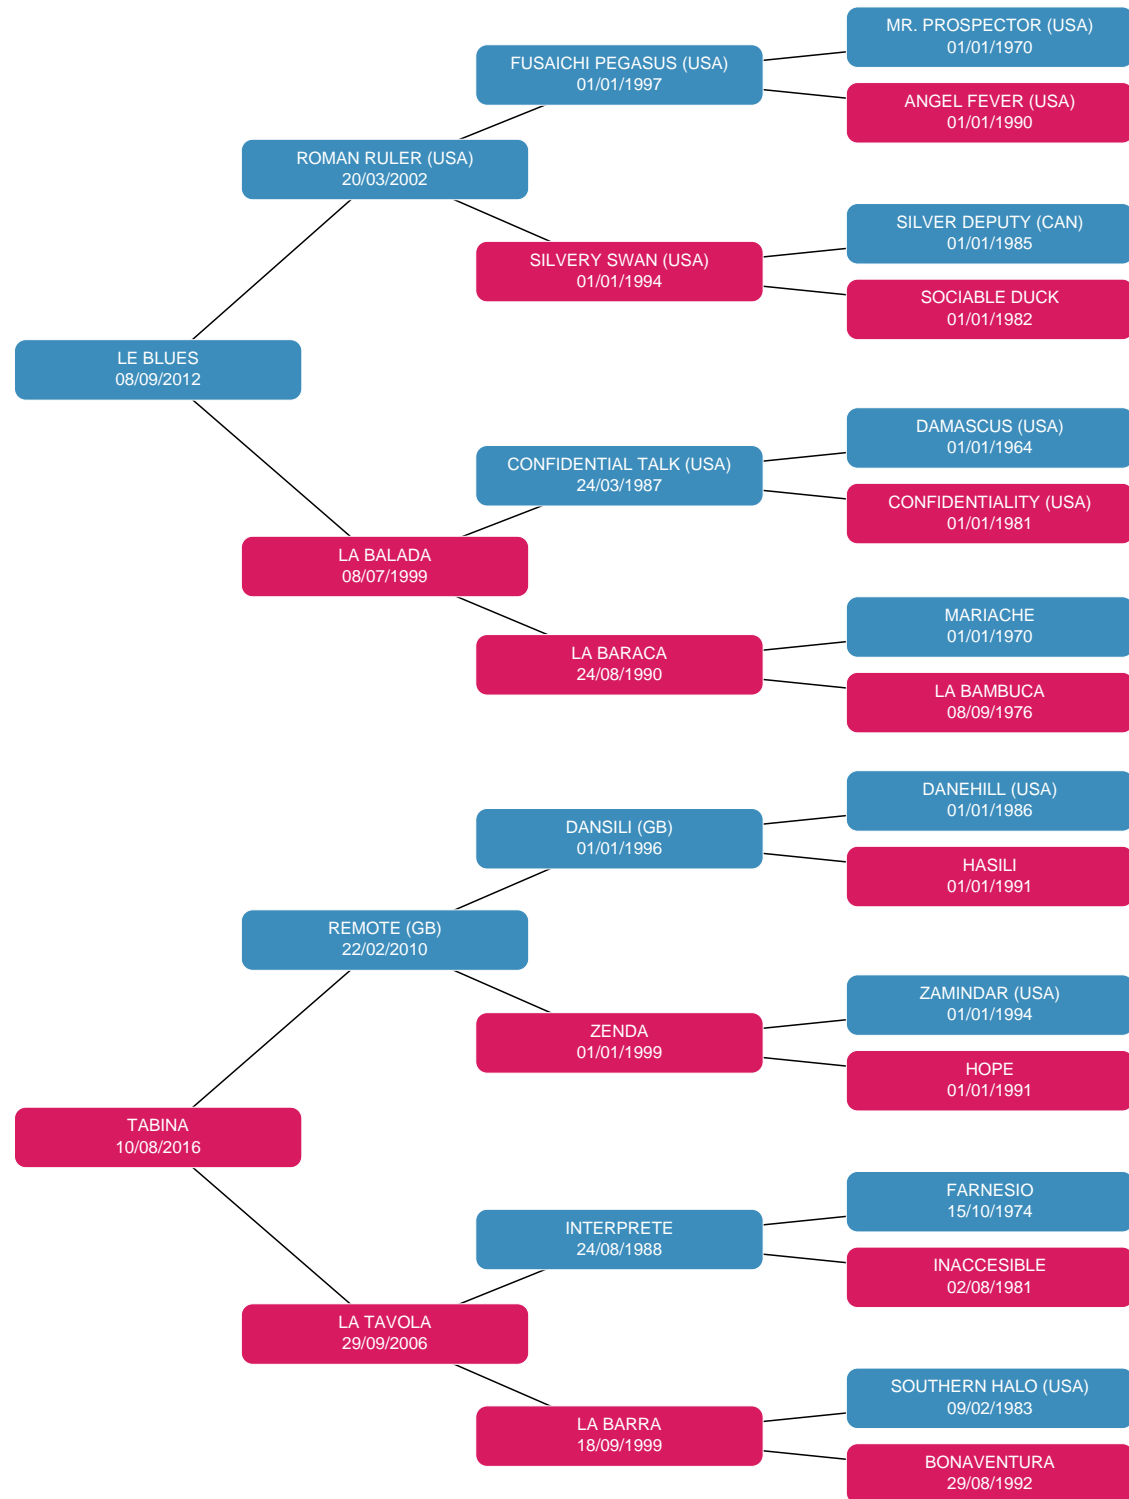 MR. PROSPECTOR (USA)
01/01/1970
FUSAICHI PEGASUS (USA)
01/01/1997
ANGEL FEVER (USA)
01/01/1990
ROMAN RULER (USA)
20/03/2002
SILVER DEPUTY (CAN)
01/01/1985
SILVERY SWAN (USA)
01/01/1994
SOCIABLE DUCK
01/01/1982
LE BLUES
08/09/2012
DAMASCUS (USA)
01/01/1964
CONFIDENTIAL TALK (USA)
24/03/1987
CONFIDENTIALITY (USA)
01/01/1981
LA BALADA
08/07/1999
MARIACHE
01/01/1970
LA BARACA
24/08/1990
LA BAMBUCA
08/09/1976
DANEHILL (USA)
01/01/1986
DANSILI (GB)
01/01/1996
HASILI
01/01/1991
REMOTE (GB)
22/02/2010
ZAMINDAR (USA)
01/01/1994
ZENDA
01/01/1999
HOPE
01/01/1991
TABINA
10/08/2016
FARNESIO
15/10/1974
INTERPRETE
24/08/1988
INACCESIBLE
02/08/1981
LA TAVOLA
29/09/2006
SOUTHERN HALO (USA)
09/02/1983
LA BARRA
18/09/1999
BONAVENTURA
29/08/1992